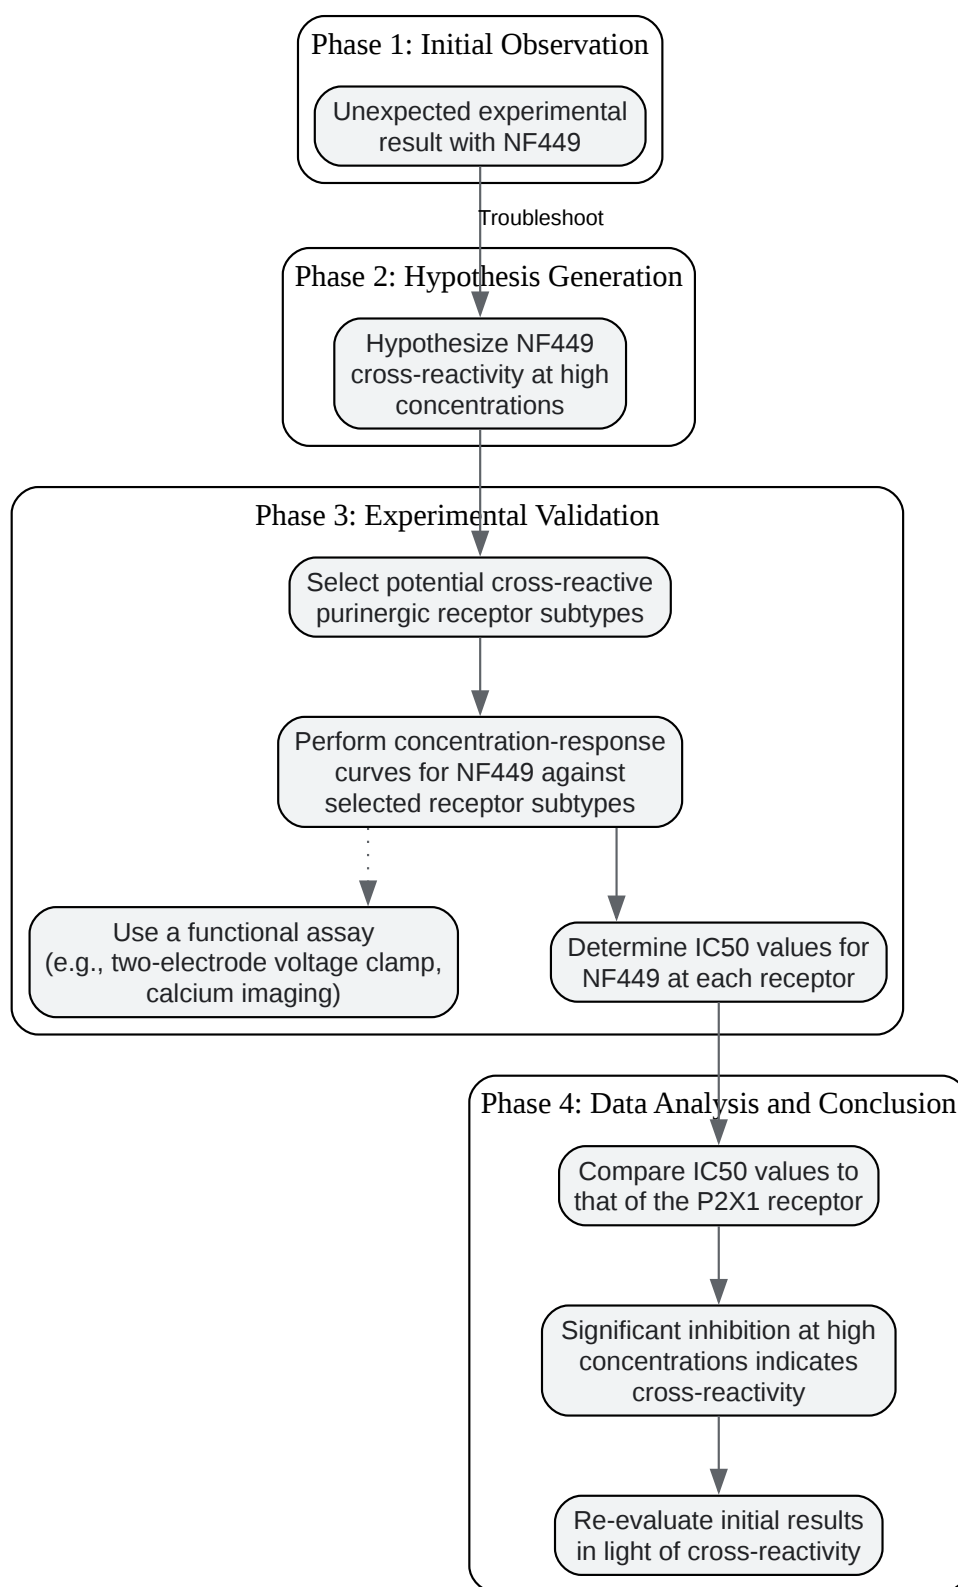 Phase 1: Initial Observation
Unexpected experimental
result with NF449
Troubleshoot
Phase 2: Hypothesis Generation
Hypothesize NF449
cross-reactivity at high
concentrations
Phase 3: Experimental Validation
Select potential cross-reactive
purinergic receptor subtypes
Perform concentration-response
curves for NF449 against
selected receptor subtypes
Use a functional assay
(e.g., two-electrode voltage clamp,
calcium imaging)
Determine IC50 values for
NF449 at each receptor
Phase 4: Data Analysis and Conclusion
Compare IC50 values to
that of the P2X1 receptor
Significant inhibition at high
concentrations indicates
cross-reactivity
Re-evaluate initial results
in light of cross-reactivity